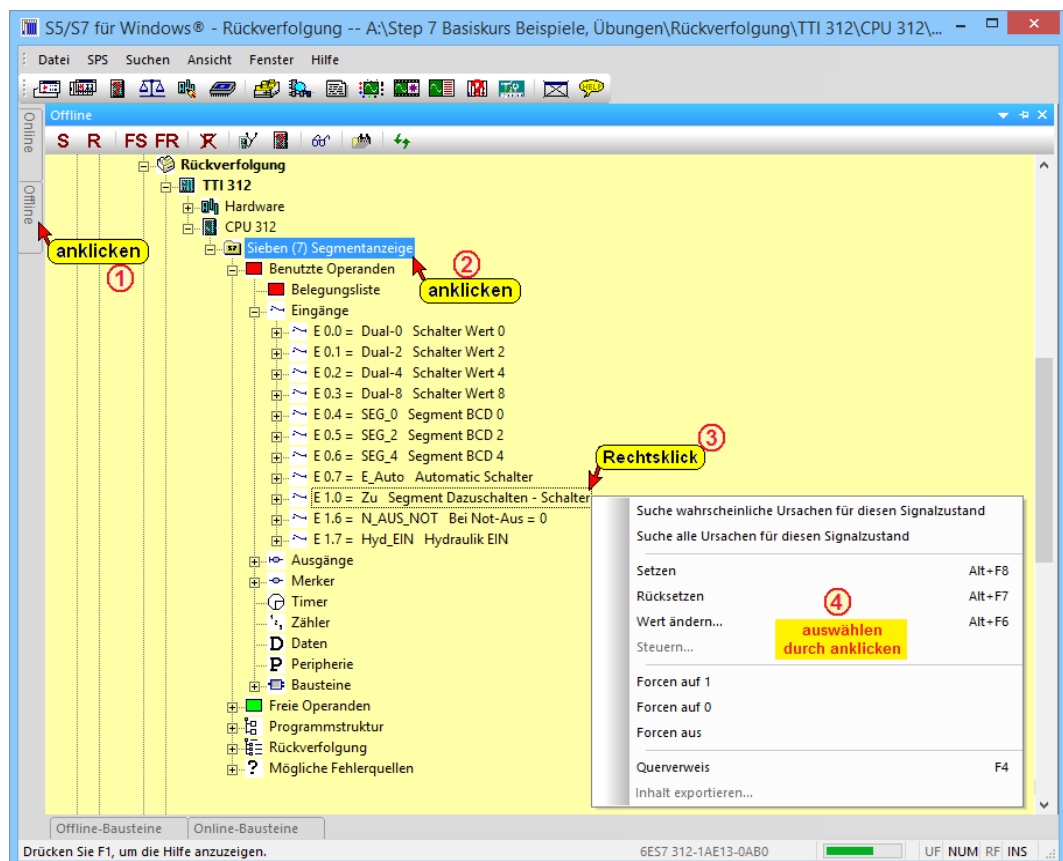 S5/S7 für Windows® - Rückverfolgung -- A:\Step 7 Basiskurs Beispiele, Übungen\Rückverfolgung\TTI 312\CPU 312\...
Datei SPS Suchen Ansicht Fenster Hilfe
Offline
Online
Offline
S R FS FR
Rückverfolgung
TTI 312
Hardware
CPU 312
Sieben (7) Segmentanzeige
anklicken
1
2
anklicken
Benutzte Operanden
Belegungsliste
Eingänge
E 0.0 = Dual-0 Schalter Wert 0
E 0.1 = Dual-2 Schalter Wert 2
E 0.2 = Dual-4 Schalter Wert 4
E 0.3 = Dual-8 Schalter Wert 8
E 0.4 = SEG_0 Segment BCD 0
E 0.5 = SEG_2 Segment BCD 2
E 0.6 = SEG_4 Segment BCD 4
E 0.7 = E_Auto Automatic Schalter
E 1.0 = Zu Segment Dazuschalten - Schalter
E 1.6 = N_AUS_NOT Bei Not-Aus = 0
E 1.7 = Hyd_EIN Hydraulik EIN
3
Rechtsklick
Ausgänge
Merker
Timer
Zähler
D Daten
P Peripherie
Bausteine
Freie Operanden
Programmstruktur
Rückverfolgung
? Mögliche Fehlerquellen
Suche wahrscheinliche Ursachen für diesen Signalzustand
Suche alle Ursachen für diesen Signalzustand
Setzen Alt+F8
Rücksetzen Alt+F7
Wert ändern... Alt+F6
Steuern...
4
auswählen
durch anklicken
Forcen auf 1
Forcen auf 0
Forcen aus
Querverweis F4
Inhalt exportieren...
Offline-Bausteine Online-Bausteine
Drücken Sie F1, um die Hilfe anzuzeigen. 6ES7 312-1AE13-0AB0 UF NUM RF INS